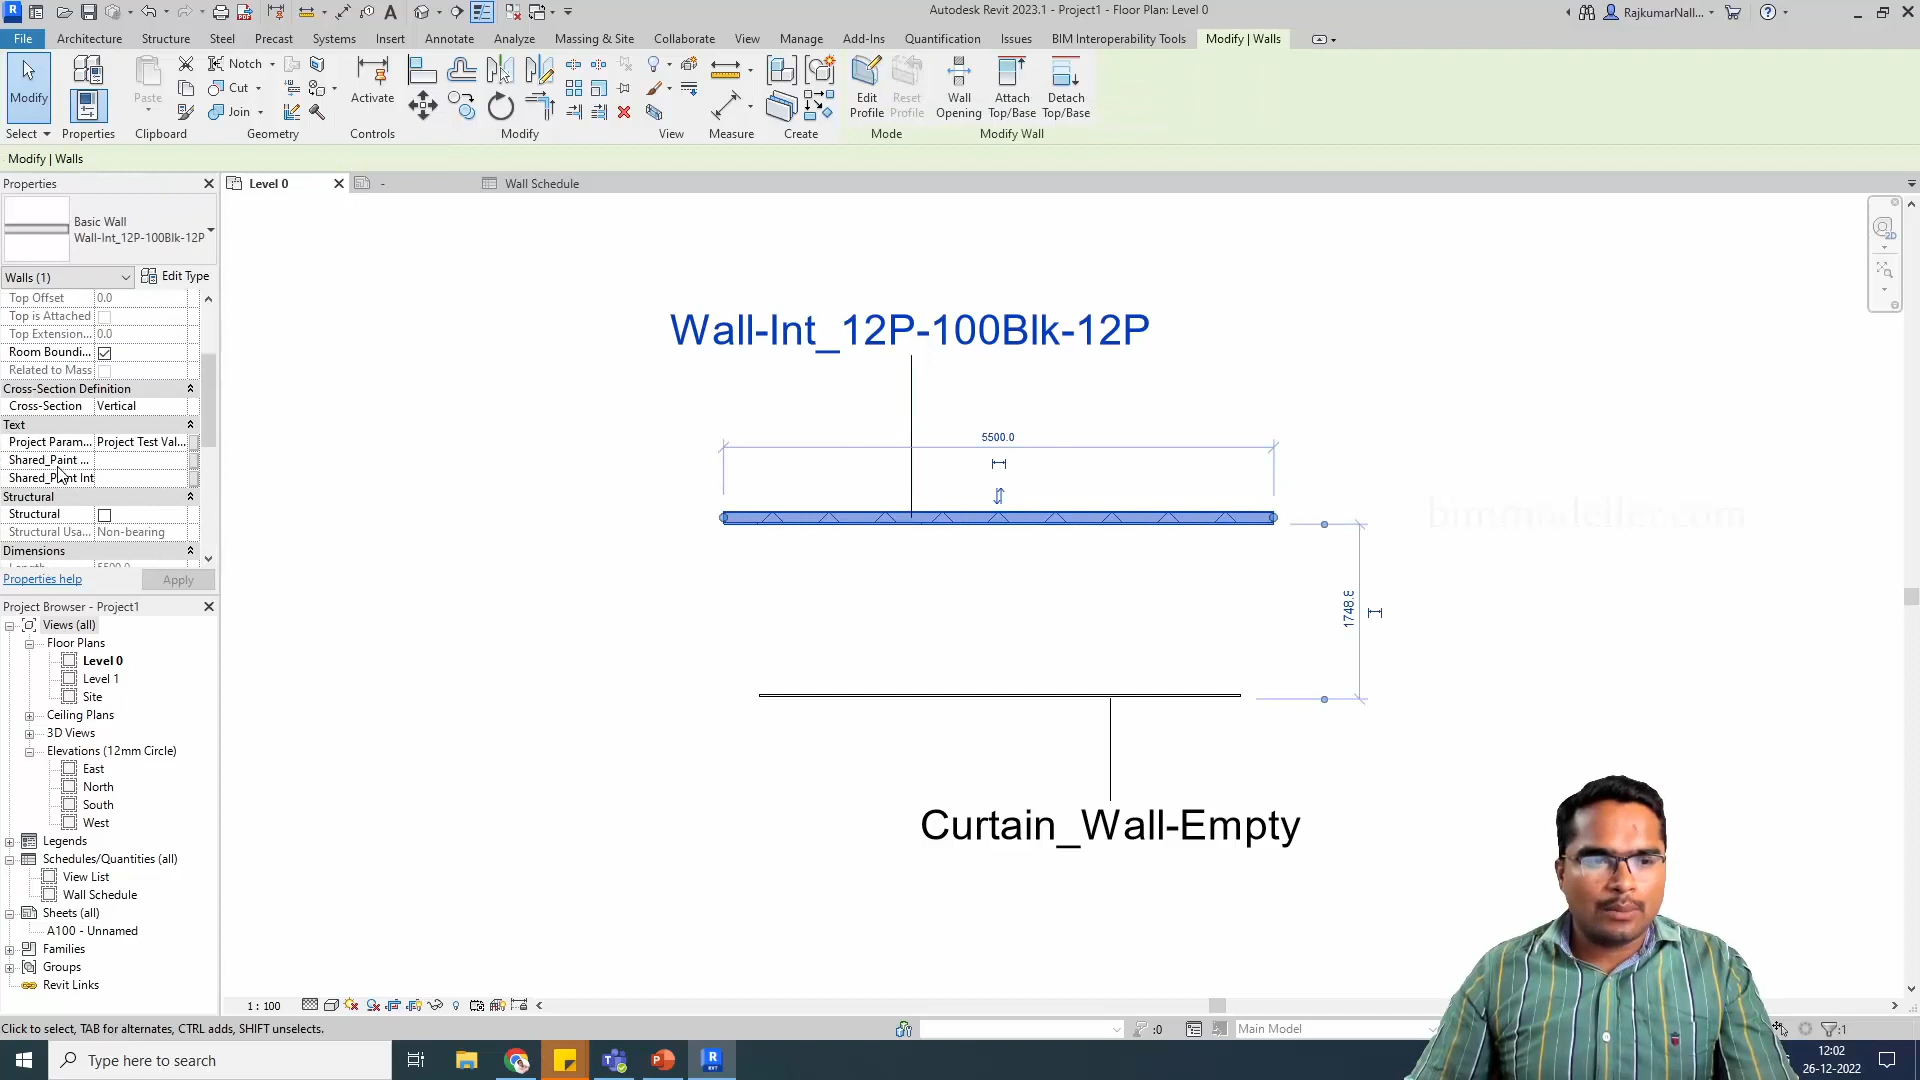 Autodesk Revit 2023.1 - Project1 - Floor Plan: Level 0
RajkumarNall...
File Architecture Structure Steel Precast Systems Insert Annotate Analyze Massing & Site Collaborate View Manage Add-Ins Quantification Issues BIM Interoperability Tools Modify | Walls
Modify
Paste
Notch
Cut
Join
Activate
Edit Profile
Reset Profile
Wall Opening
Attach Top/Base
Detach Top/Base
Select Properties Clipboard Geometry Controls Modify View Measure Create Mode Modify Wall
Modify | Walls
Properties
Level 0
-
Wall Schedule
Basic Wall
Wall-Int_12P-100Blk-12P
Walls (1)
Edit Type
Top Offset 0.0
Top is Attached
Top Extension... 0.0
Room Boundi...
Related to Mass
Cross-Section Definition
Cross-Section Vertical
Text
Project Param... Project Test Val...
Shared_Paint ...
Shared_Paint Int
Structural
Structural
Structural Usa... Non-bearing
Dimensions
Length 5500.0
Properties help
Apply
Project Browser - Project1
Views (all)
Floor Plans
Level 0
Level 1
Site
Ceiling Plans
3D Views
Elevations (12mm Circle)
East
North
South
West
Legends
Schedules/Quantities (all)
View List
Wall Schedule
Sheets (all)
A100 - Unnamed
Families
Groups
Revit Links
Wall-Int_12P-100Blk-12P
5500.0
bimmodeller.com
1748.8
Curtain_Wall-Empty
1 : 100
Click to select, TAB for alternates, CTRL adds, SHIFT unselects.
:0
Main Model
:1
Type here to search
12:02
26-12-2022